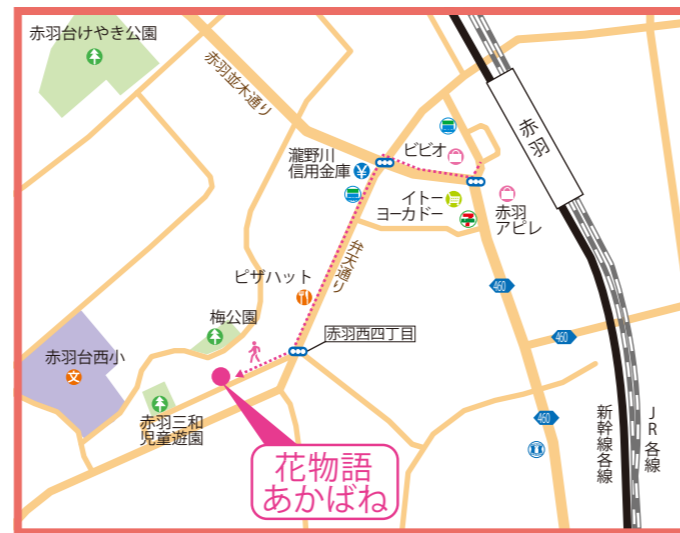 赤羽台けやき公園
赤羽並木通り
赤羽
瀧野川
信用金庫
¥
ビビオ
イトー
ヨーカドー
赤羽
アピレ
弁天通り
460
ピザハット
梅公園
赤羽西四丁目
460
赤羽台西小
文
赤羽三和
児童遊園
460
新幹線各線
JR各線
花物語
あかばね